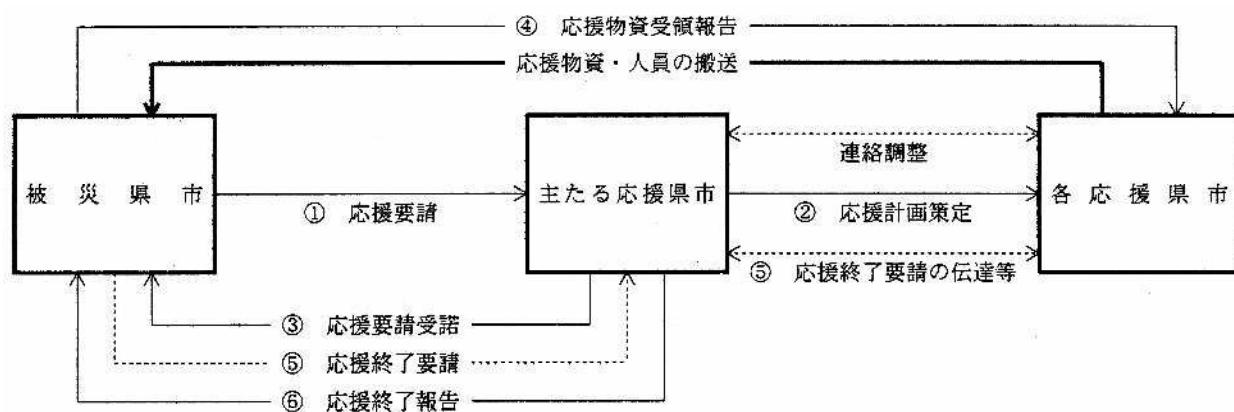 ④ 応援物資受領報告
応援物資・人員の搬送
被災県市
主たる応援県市
各応援県市
① 応援要請
連絡調整
② 応援計画策定
⑤ 応援終了要請の伝達等
③ 応援要請受諾
⑤ 応援終了要請
⑥ 応援終了報告